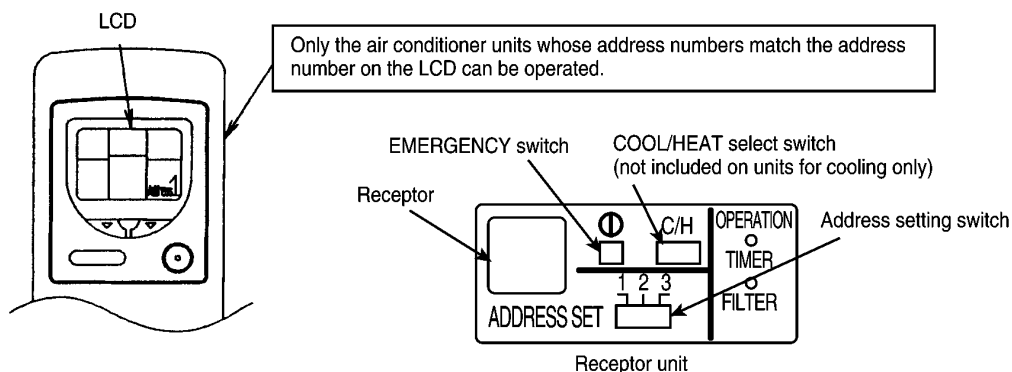 LCD
Only the air conditioner units whose address numbers match the address
number on the LCD can be operated.
EMERGENCY switch
COOL/HEAT select switch
(not included on units for cooling only)
Receptor
Address setting switch
C/H
OPERATION
TIMER
FILTER
1 2 3
ADDRESS SET
Receptor unit
1